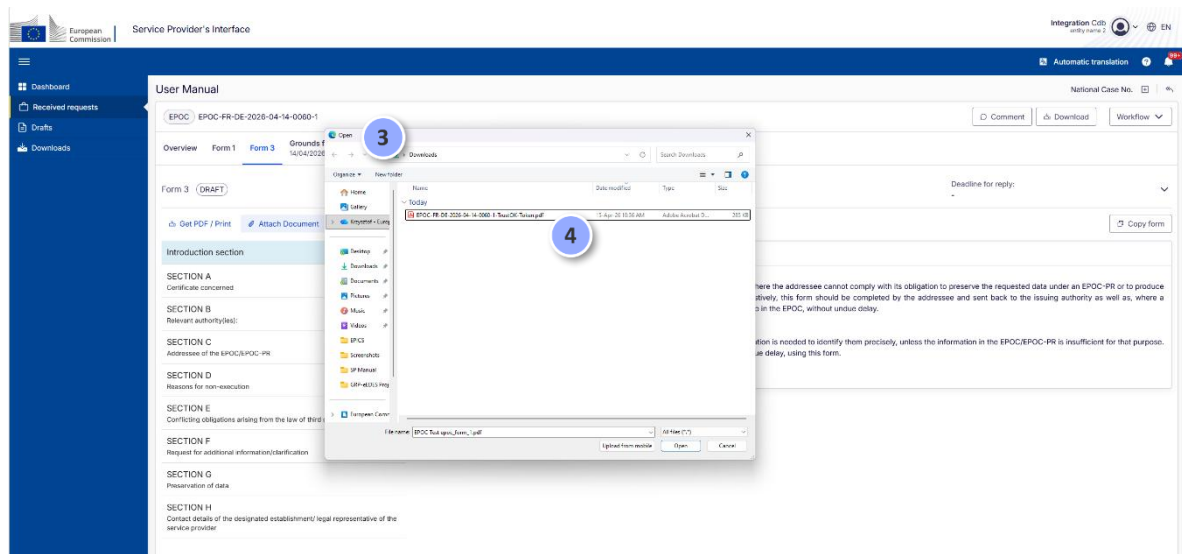 European
Commission
Service Provider's Interface
Integration Cdb
entity name 2
EN
Automatic translation
99+
Dashboard
Received requests
Drafts
Downloads
User Manual
National Case No.
EPOC EPOC-FR-DE-2026-04-14-0060-1
Comment
Download
Workflow
Overview Form 1 Form 3 Grounds f
14/04/2026
Form 3 (DRAFT)
Deadline for reply:
-
Get PDF / Print Attach Document
Copy form
Introduction section
SECTION A
Certificate concerned
SECTION B
Relevant authority(ies):
SECTION C
Addressee of the EPOC/EPOC-PR
SECTION D
Reasons for non-execution
SECTION E
Conflicting obligations arising from the law of third
SECTION F
Request for additional information/clarification
SECTION G
Preservation of data
SECTION H
Contact details of the designated establishment/ legal representative of the
service provider
here the addressee cannot comply with its obligation to preserve the requested data under an EPOC-PR or to produce
atively, this form should be completed by the addressee and sent back to the issuing authority as well as, where a
in the EPOC, without undue delay.
ation is needed to identify them precisely, unless the information in the EPOC/EPOC-PR is insufficient for that purpose.
ue delay, using this form.
Open
3
Downloads
Search Downloads
Organize New folder
Name Date modified Type Size
Home
Gallery
Krzysztof - Europ
Today
4
Desktop
Downloads
Documents
Pictures
Music
Videos
EPICS
Screenshots
SP Manual
European Comm
File name: EPOC Test epoc_form_1.pdf
All files (*.*)
Upload from mobile Open Cancel